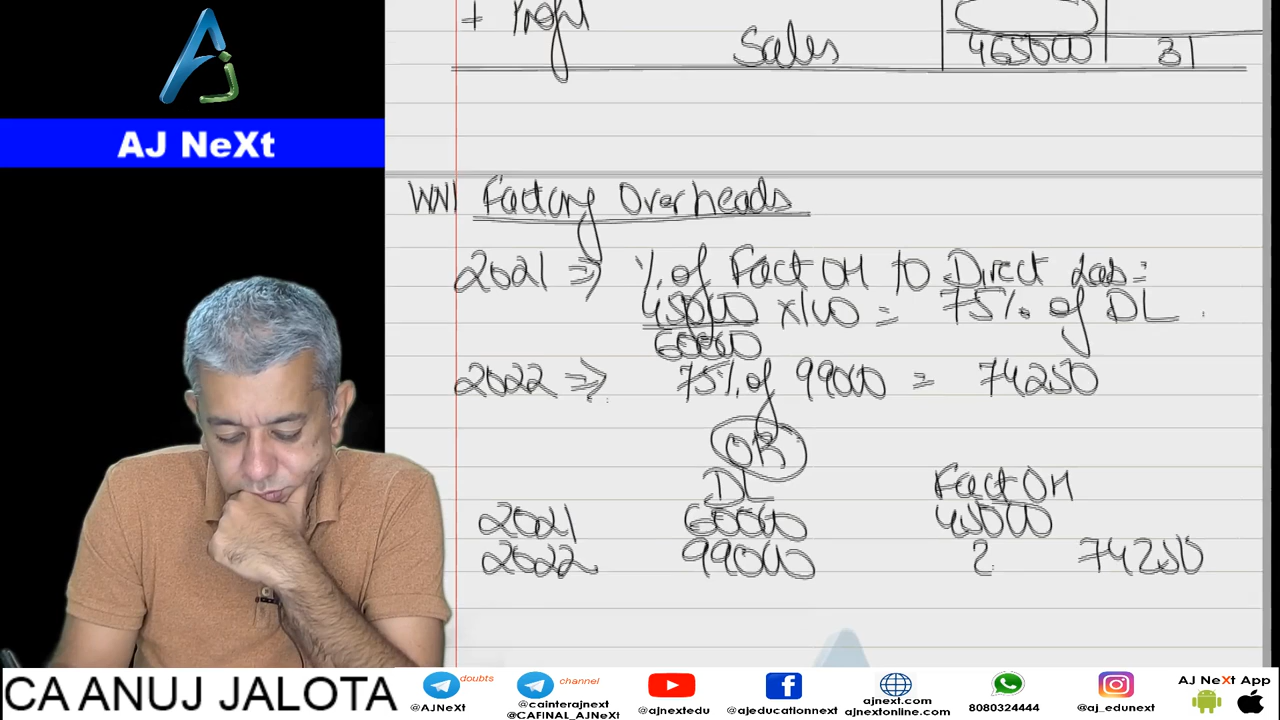 AJ NeXt
+ Profit
Sales 465000 31
WN1 Factory Overheads
2021 ⇒ % of Fact OH to Direct Lab =
45000 × 100 = 75% of DL
60000
2022 ⇒ 75% of 99000 = 74250
OR
DL Fact OH
2021 60000 45000
2022 99000 ? 74250
CA ANUJ JALOTA
doubts
@AJNeXt
channel
@cainterajnext
@CAFINAL_AJNeXt
@ajnextedu
@ajeducationnext
ajnext.com
ajnextonline.com
8080324444
@aj_edunext
AJ NeXt App